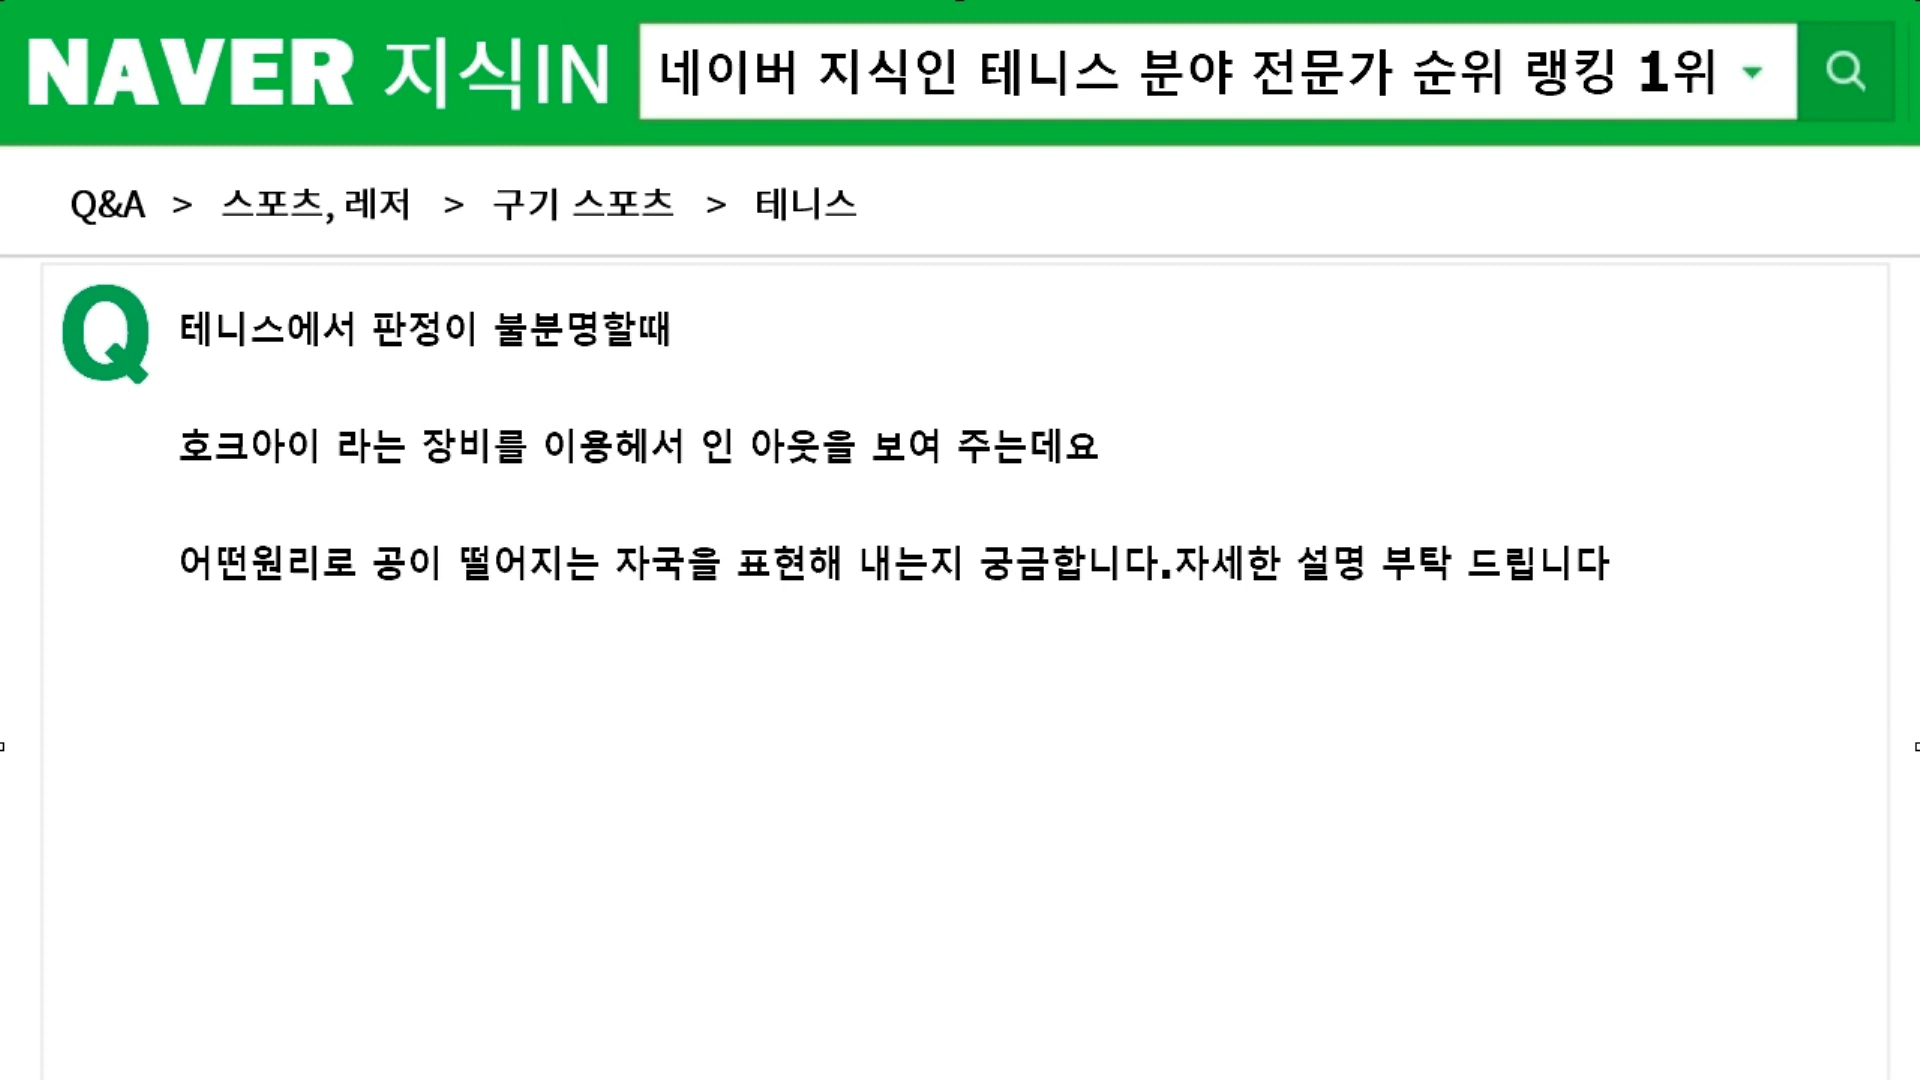 NAVER 지식IN
네이버 지식인 테니스 분야 전문가 순위 랭킹 1위
Q&A > 스포츠, 레저 > 구기 스포츠 > 테니스
Q 테니스에서 판정이 불분명할때
호크아이 라는 장비를 이용헤서 인 아웃을 보여 주는데요
어떤원리로 공이 떨어지는 자국을 표현해 내는지 궁금합니다.자세한 설명 부탁 드립니다